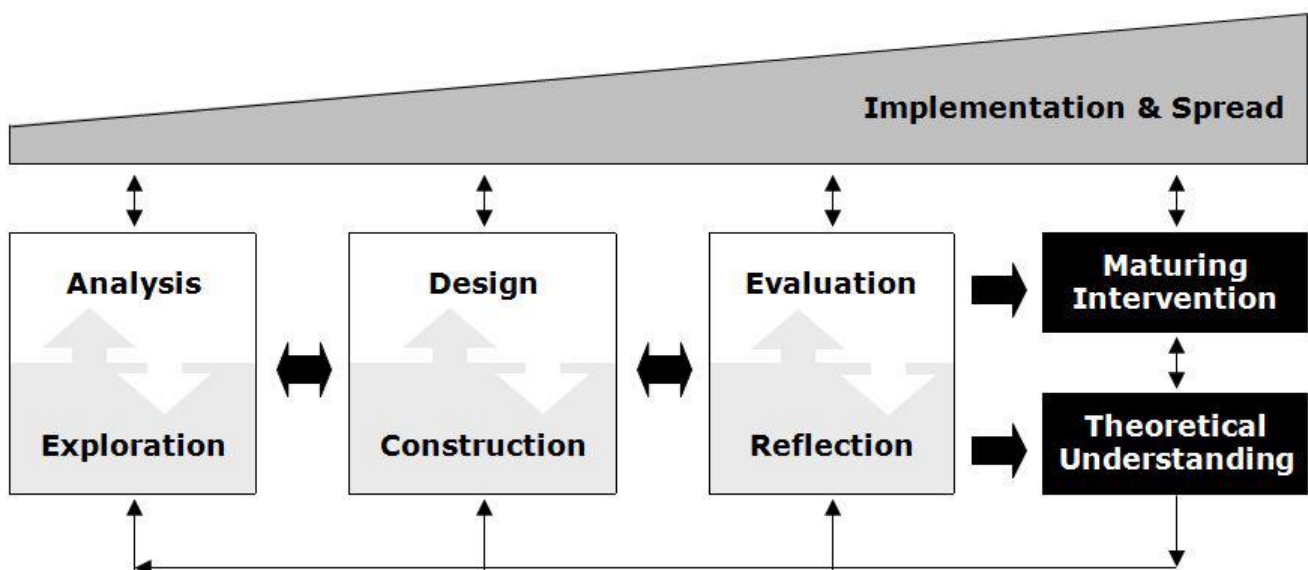 Implementation & Spread
Analysis
Exploration
Design
Construction
Evaluation
Reflection
Maturing
Intervention
Theoretical
Understanding